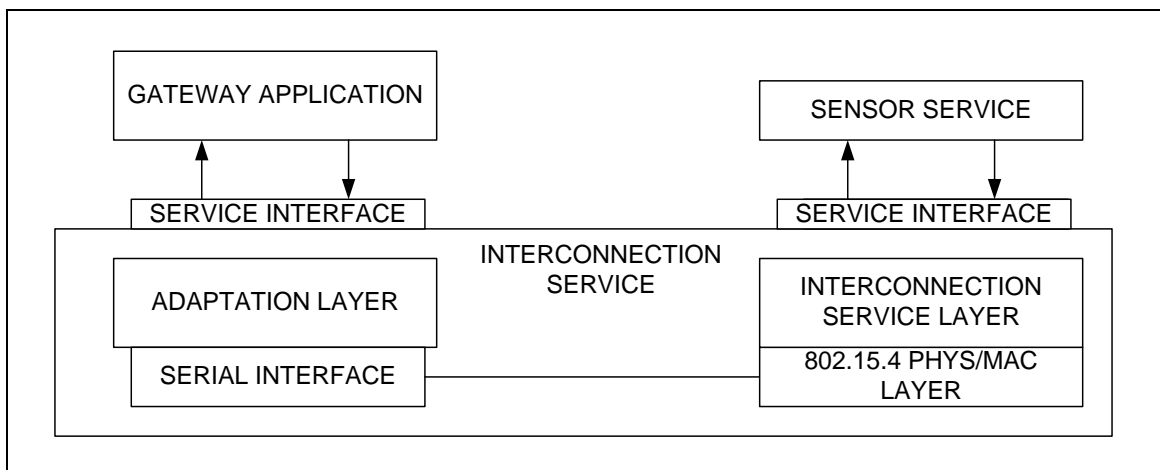 GATEWAY APPLICATION
SENSOR SERVICE
SERVICE INTERFACE
SERVICE INTERFACE
INTERCONNECTION
SERVICE
ADAPTATION LAYER
INTERCONNECTION
SERVICE LAYER
SERIAL INTERFACE
802.15.4 PHYS/MAC
LAYER